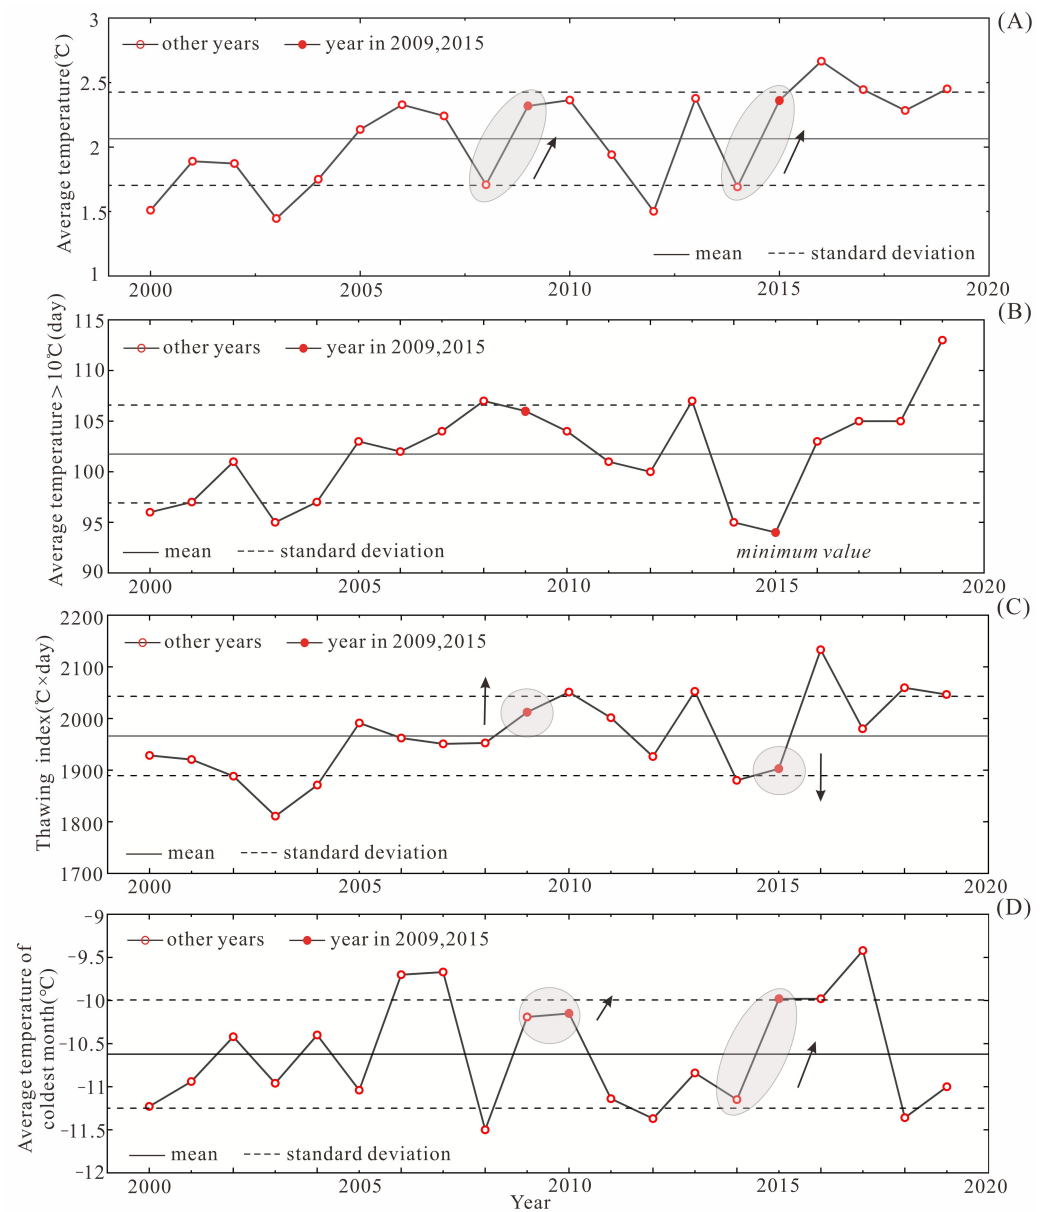 (A)
3
2.5
2
1.5
1
Average temperature(℃)
other years
year in 2009,2015
mean
standard deviation
2000
2005
2010
2015
2020
(B)
115
110
105
100
95
90
Average temperature>10℃(day)
other years
year in 2009,2015
mean
standard deviation
minimum value
2000
2005
2010
2015
2020
(C)
2200
2100
2000
1900
1800
1700
Thawing index(℃×day)
other years
year in 2009,2015
mean
standard deviation
2000
2005
2010
2015
2020
(D)
-9
-9.5
-10
-10.5
-11
-11.5
-12
Average temperature of
coldest month(℃)
other years
year in 2009,2015
mean
standard deviation
2000
2005
2010
2015
2020
Year